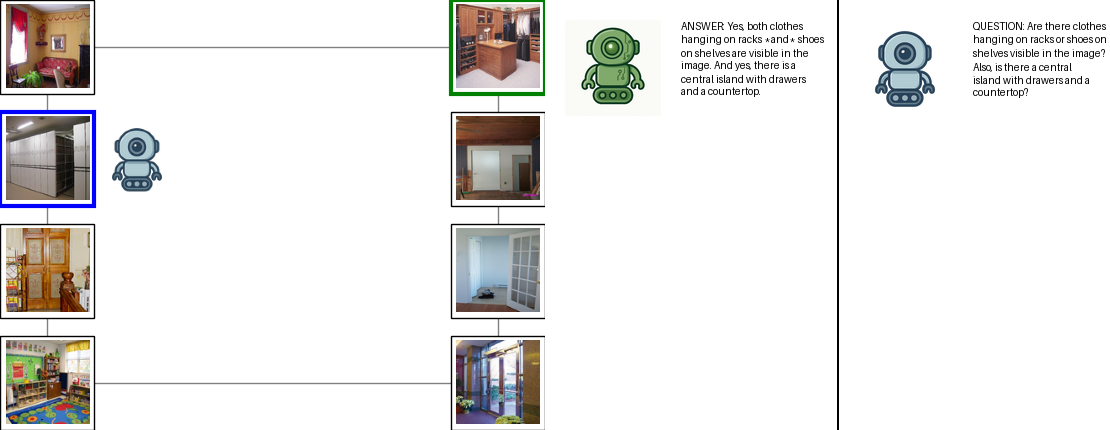 ANSWER: Yes, both clothes
hanging on racks *and* shoes
on shelves are visible in the
image. And yes, there is a
central island with drawers
and a countertop.
QUESTION: Are there clothes
hanging on racks or shoes on
shelves visible in the image?
Also, is there a central
island with drawers and a
countertop?